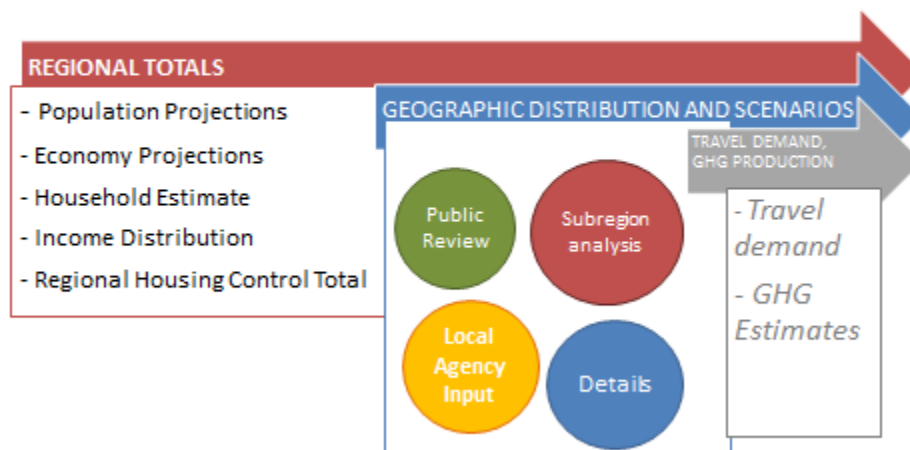 REGIONAL TOTALS
- Population Projections
- Economy Projections
- Household Estimate
- Income Distribution
- Regional Housing Control Total
GEOGRAPHIC DISTRIBUTION AND SCENARIOS
Public
Review
Subregion
analysis
Local
Agency
Input
Details
TRAVEL DEMAND,
GHG PRODUCTION
- Travel
demand
- GHG
Estimates